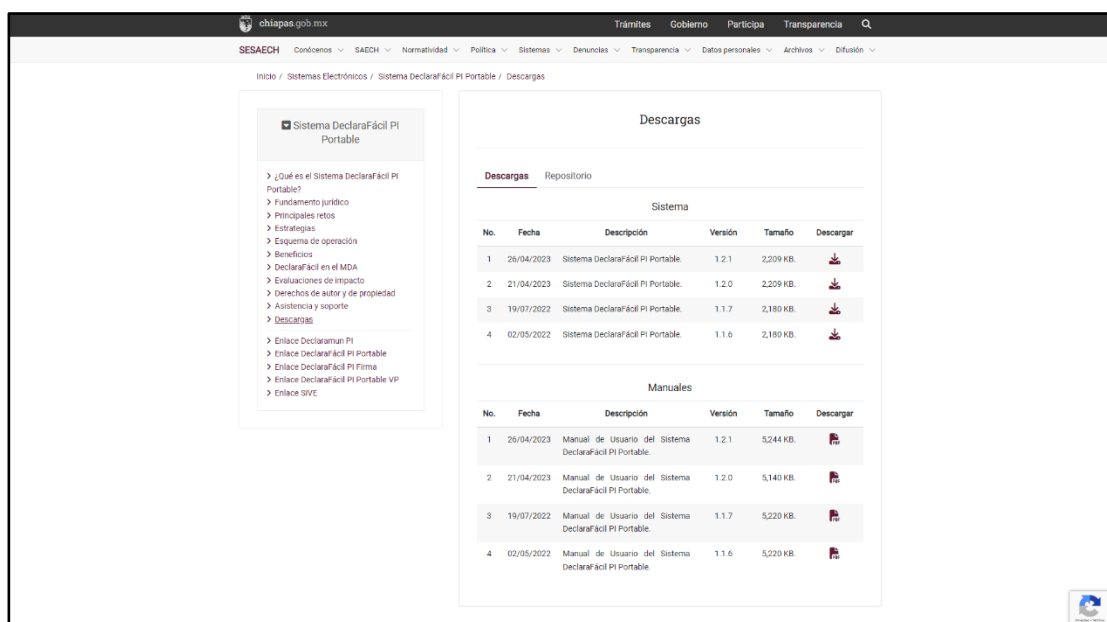 chiapas.gob.mx Trámites Gobierno Participa Transparencia
SESAECH Conócenos SAECH Normatividad Política Sistemas Denuncias Transparencia Datos personales Archivos Difusión
Inicio / Sistemas Electrónicos / Sistema DeclaraFácil PI Portable / Descargas
Sistema DeclaraFácil PI
Portable
> ¿Qué es el Sistema DeclaraFácil PI
Portable?
> Fundamento jurídico
> Principales retos
> Estrategias
> Esquema de operación
> Beneficios
> DeclaraFácil en el MDA
> Evaluaciones de impacto
> Derechos de autor y de propiedad
> Asistencia y soporte
> Descargas
> Enlace Declaramun PI
> Enlace DeclaraFácil PI Portable
> Enlace DeclaraFácil PI Firma
> Enlace DeclaraFácil PI Portable VP
> Enlace SIVE
Descargas
Descargas Repositorio
Sistema
No. Fecha Descripción Versión Tamaño Descargar
1 26/04/2023 Sistema DeclaraFácil PI Portable. 1.2.1 2,209 KB.
2 21/04/2023 Sistema DeclaraFácil PI Portable. 1.2.0 2,209 KB.
3 19/07/2022 Sistema DeclaraFácil PI Portable. 1.1.7 2,180 KB.
4 02/05/2022 Sistema DeclaraFácil PI Portable. 1.1.6 2,180 KB.
Manuales
No. Fecha Descripción Versión Tamaño Descargar
1 26/04/2023 Manual de Usuario del Sistema 1.2.1 5,244 KB.
DeclaraFácil PI Portable.
2 21/04/2023 Manual de Usuario del Sistema 1.2.0 5,140 KB.
DeclaraFácil PI Portable.
3 19/07/2022 Manual de Usuario del Sistema 1.1.7 5,220 KB.
DeclaraFácil PI Portable.
4 02/05/2022 Manual de Usuario del Sistema 1.1.6 5,220 KB.
DeclaraFácil PI Portable.